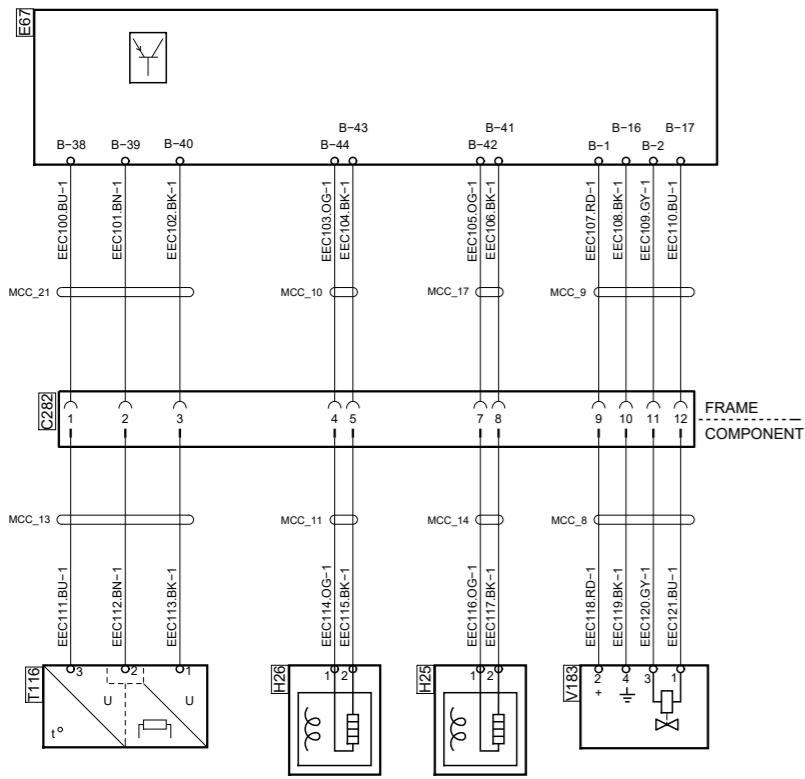 E67
B-43 B-41 B-16 B-17
B-38 B-39 B-40 B-44 B-42 B-1 B-2
EEC100.BU-1
EEC101.BN-1
EEC102.BK-1
EEC103.OG-1
EEC104.BK-1
EEC105.OG-1
EEC106.BK-1
EEC107.RD-1
EEC108.BK-1
EEC109.GY-1
EEC110.BU-1
MCC_21 MCC_10 MCC_17 MCC_9
C282
1 2 3 4 5 7 8 9 10 11 12
FRAME
COMPONENT
MCC_13 MCC_11 MCC_14 MCC_8
EEC111.BU-1
EEC112.BN-1
EEC113.BK-1
EEC114.OG-1
EEC115.BK-1
EEC116.OG-1
EEC117.BK-1
EEC118.RD-1
EEC119.BK-1
EEC120.GY-1
EEC121.BU-1
T116
3 2 1
U U
t°
H26
1 2
H25
1 2
V183
2 4 3 1
+